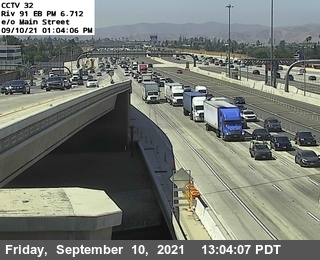 CCTV 32
Riv 91 EB PM 6.712
e/o Main Street
09/10/21 01:04:06 PM
Friday, September 10, 2021 13:04:07 PDT